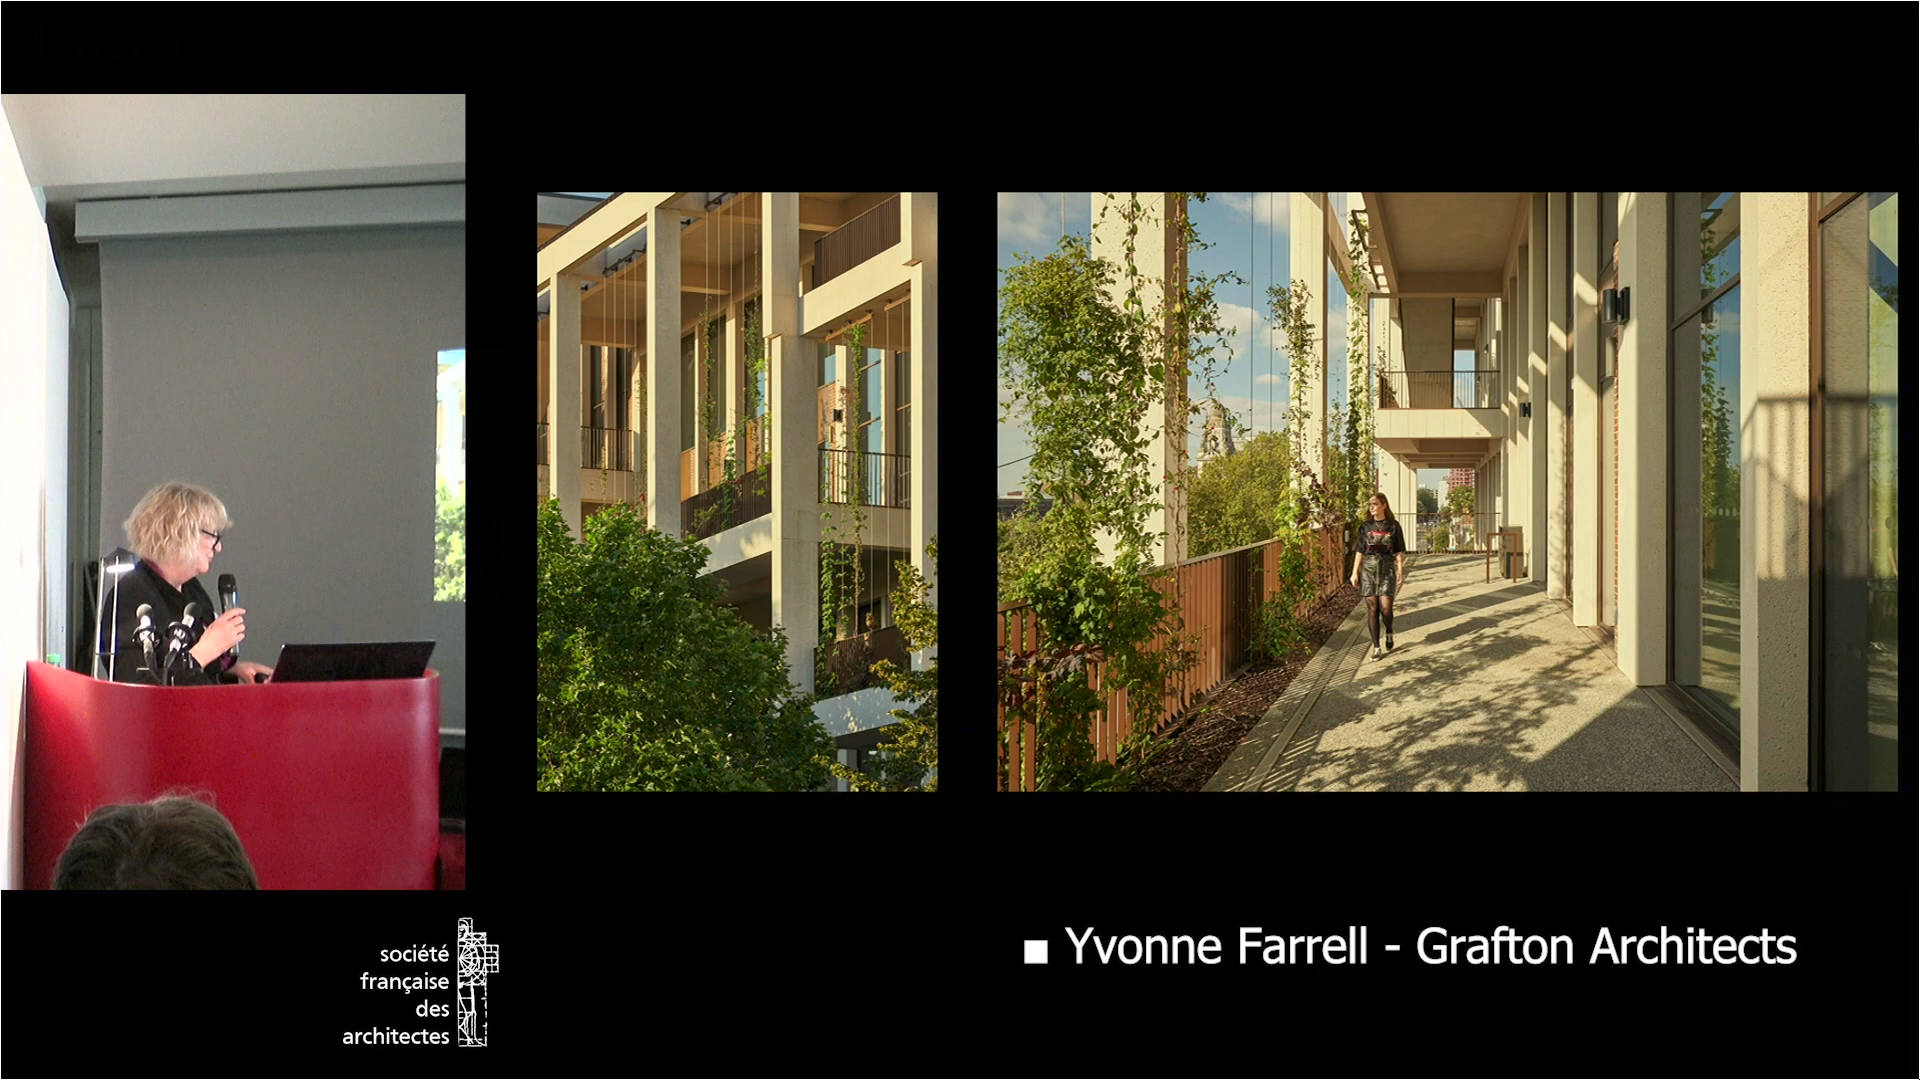 société
française
des
architectes
Yvonne Farrell - Grafton Architects